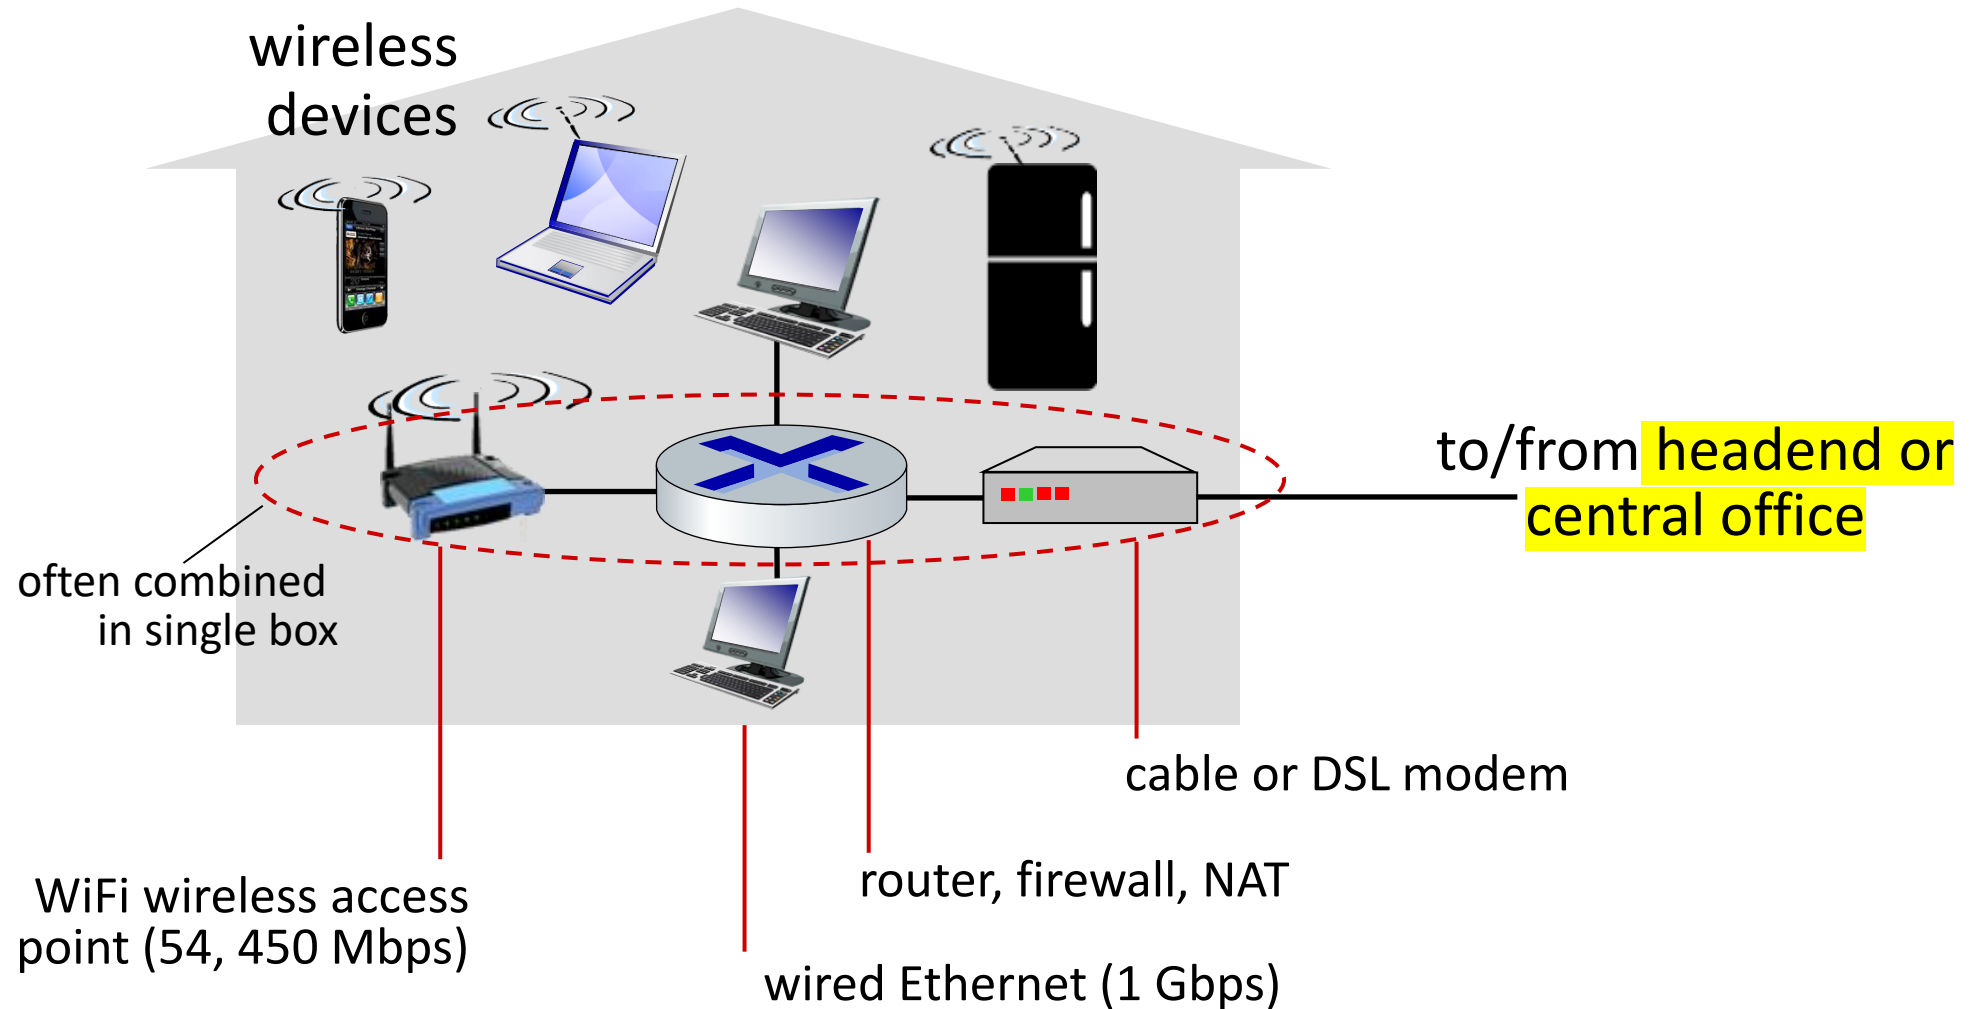 wireless
devices
to/from headend or
central office
often combined
in single box
cable or DSL modem
router, firewall, NAT
WiFi wireless access
point (54, 450 Mbps)
wired Ethernet (1 Gbps)